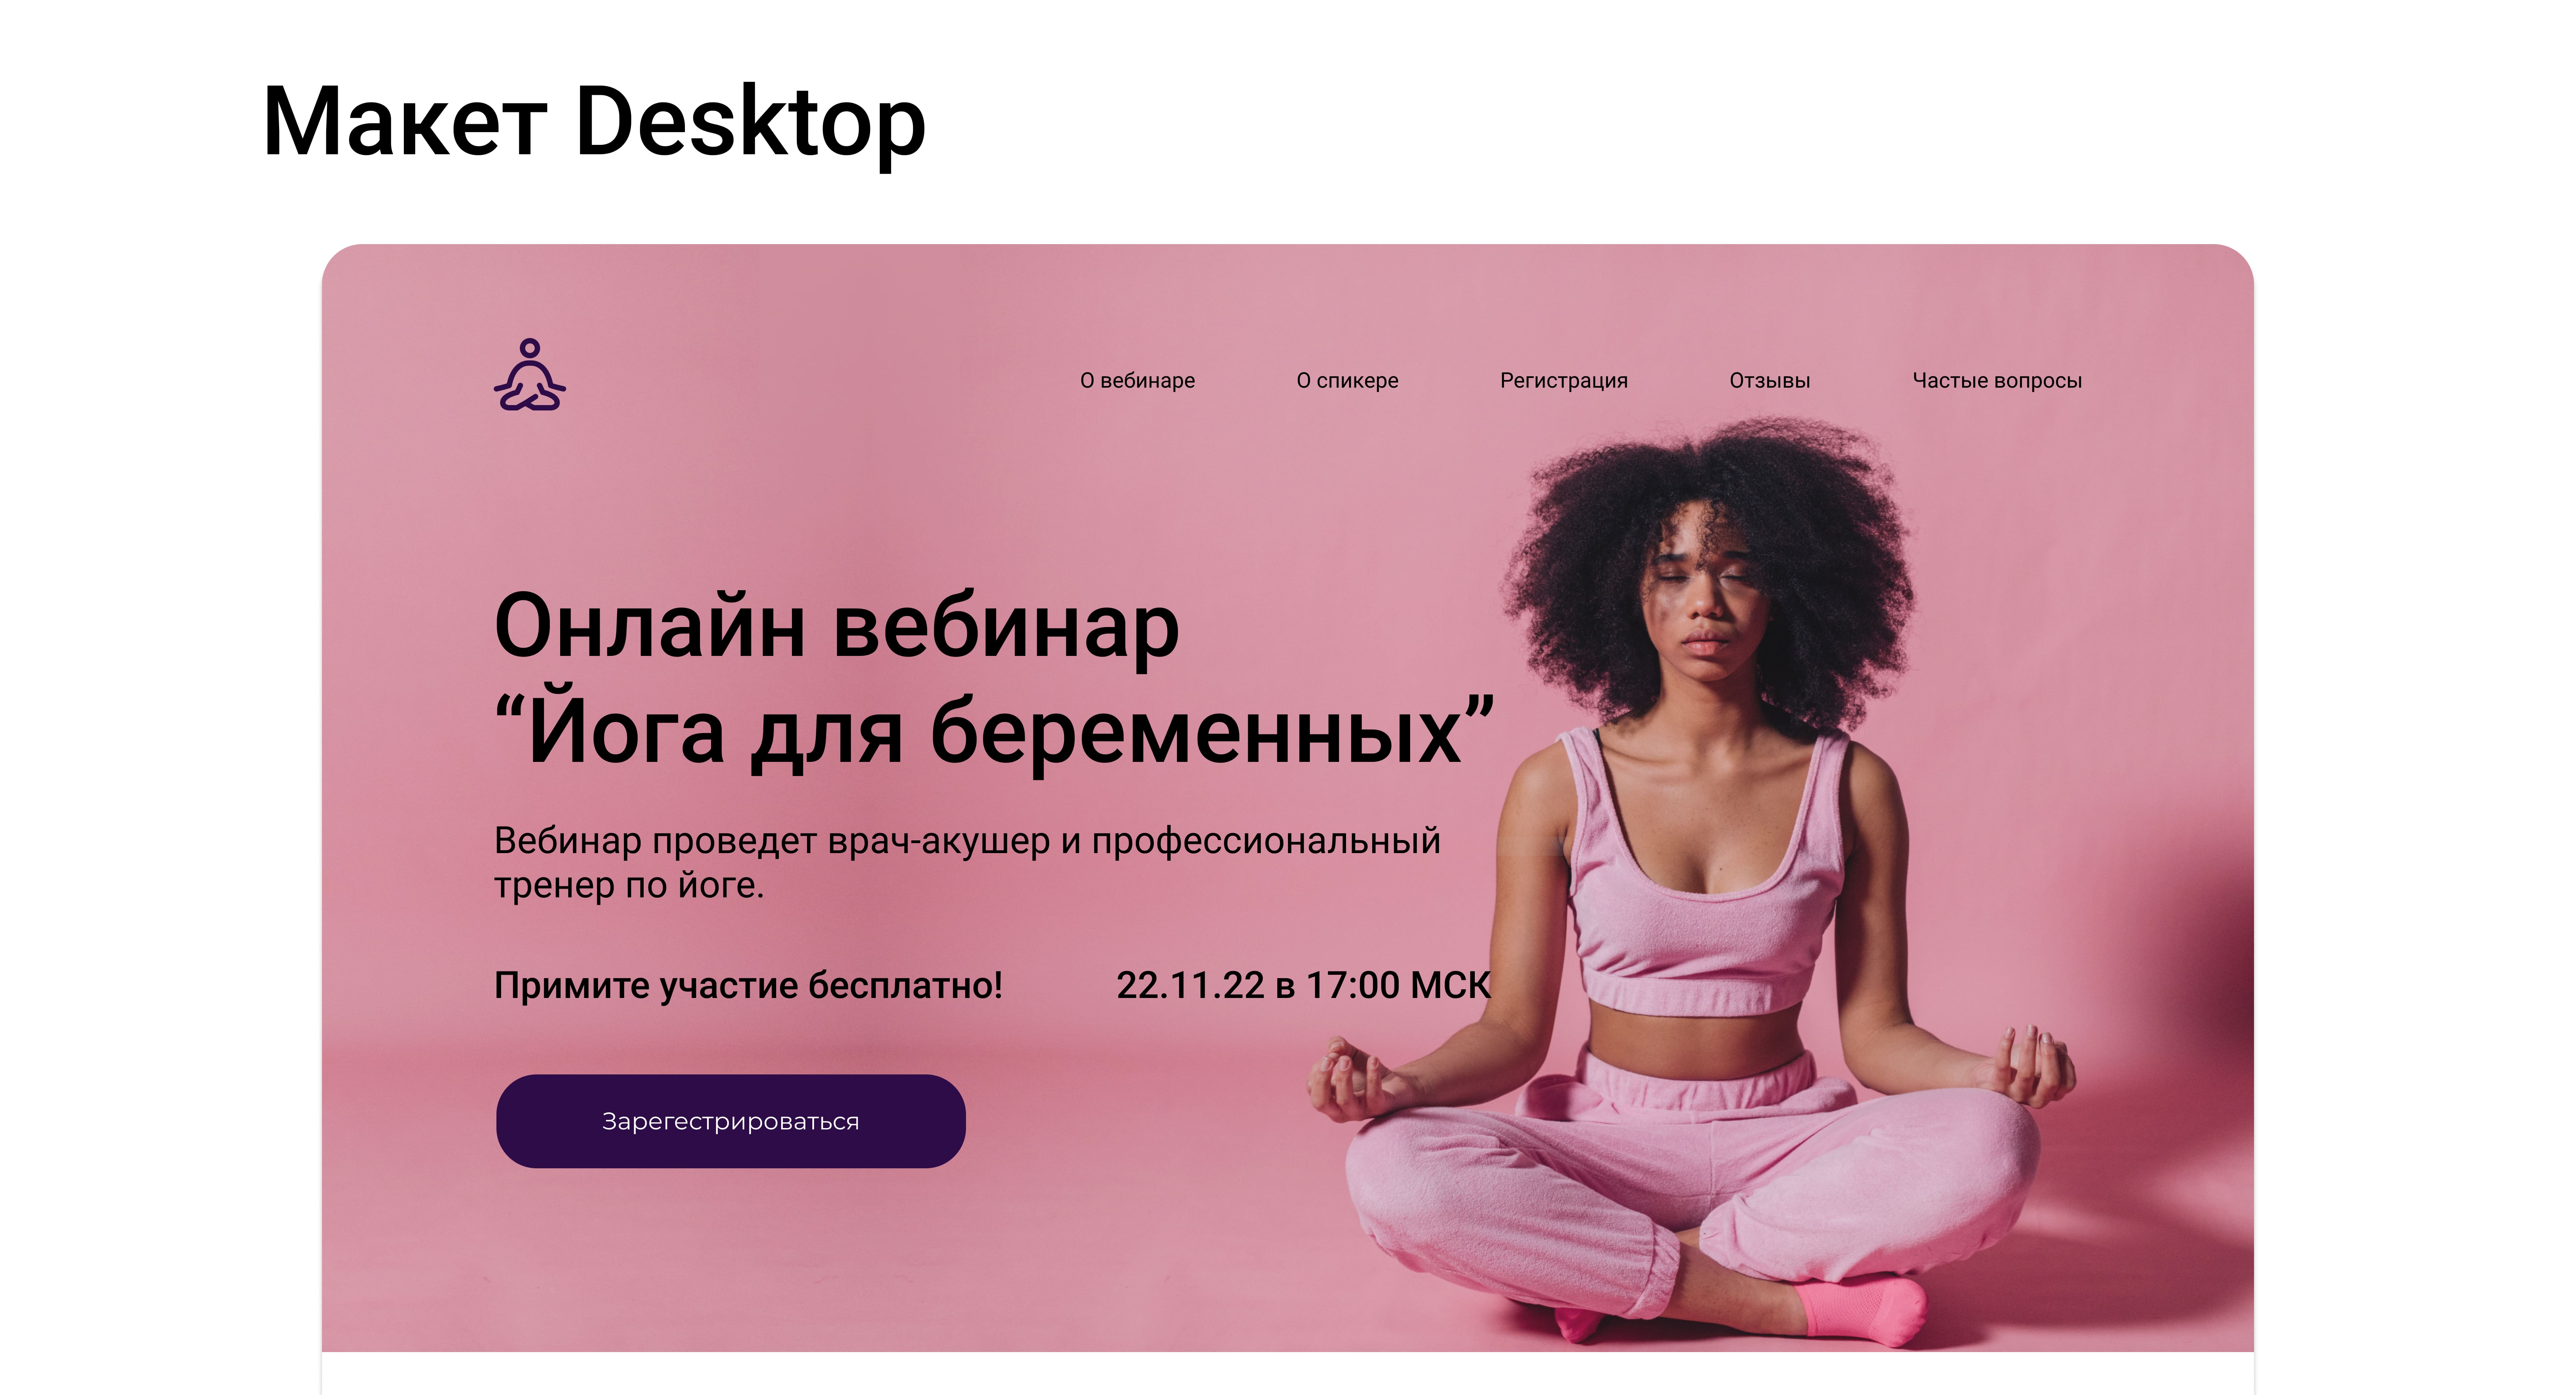 Макет Desktop
О вебинаре
О спикере
Регистрация
Отзывы
Частые вопросы
Онлайн вебинар
“Йога для беременных”
Вебинар проведет врач-акушер и профессиональный
тренер по йоге.
Примите участие бесплатно!
22.11.22 в 17:00 МСК
Зарегестрироваться